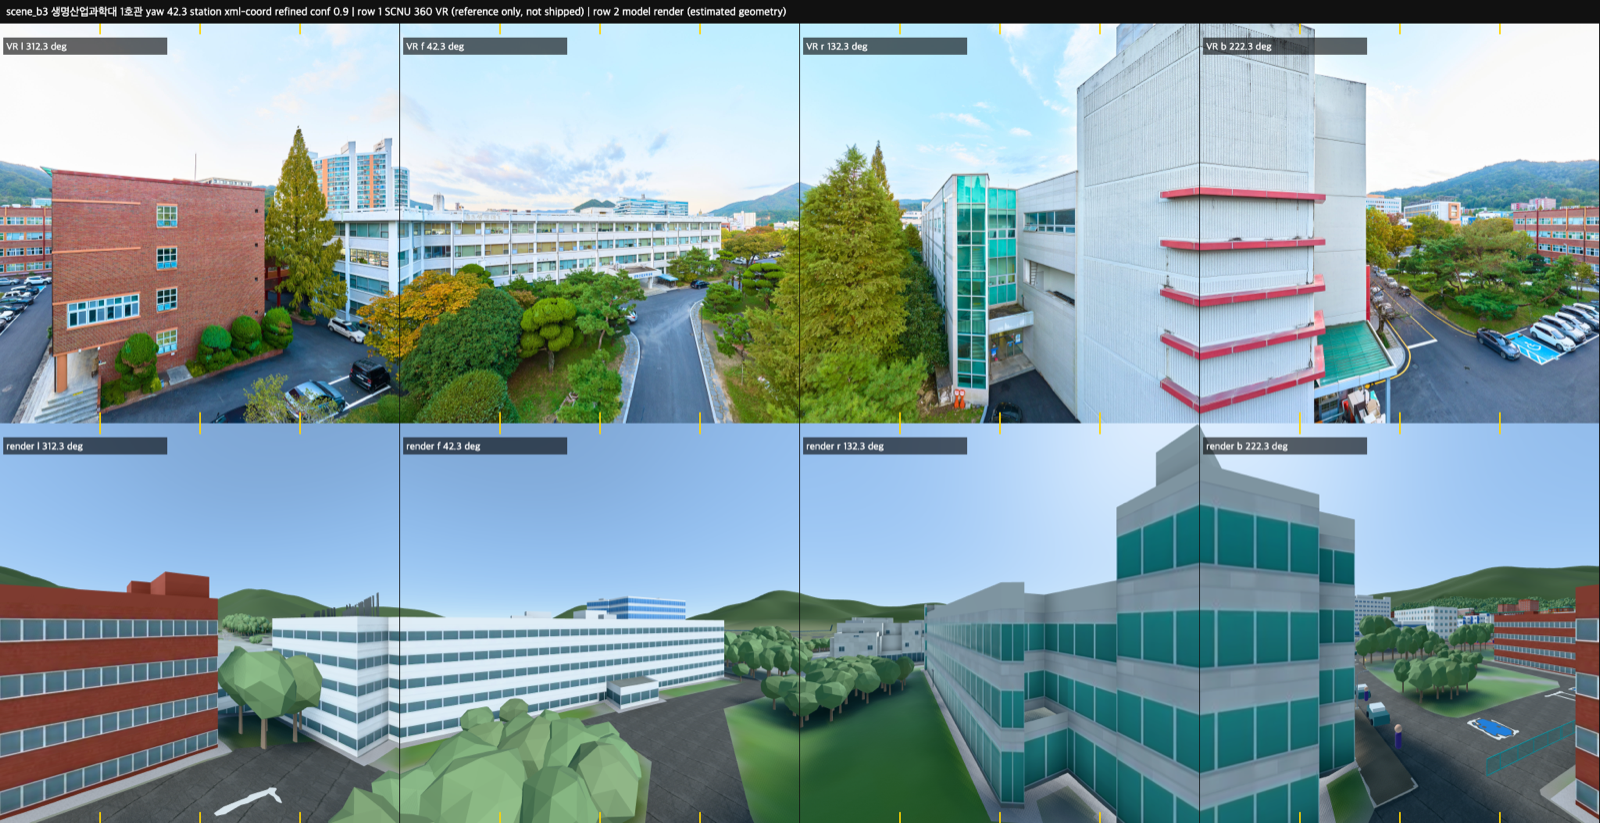 scene_b3 생명산업과학대 1호관 yaw 42.3 station xml-coord refined conf 0.9 | row 1 SCNU 360 VR (reference only, not shipped) | row 2 model render (estimated geometry)
VR l 312.3 deg
VR f 42.3 deg
VR r 132.3 deg
VR b 222.3 deg
render l 312.3 deg
render f 42.3 deg
render r 132.3 deg
render b 222.3 deg